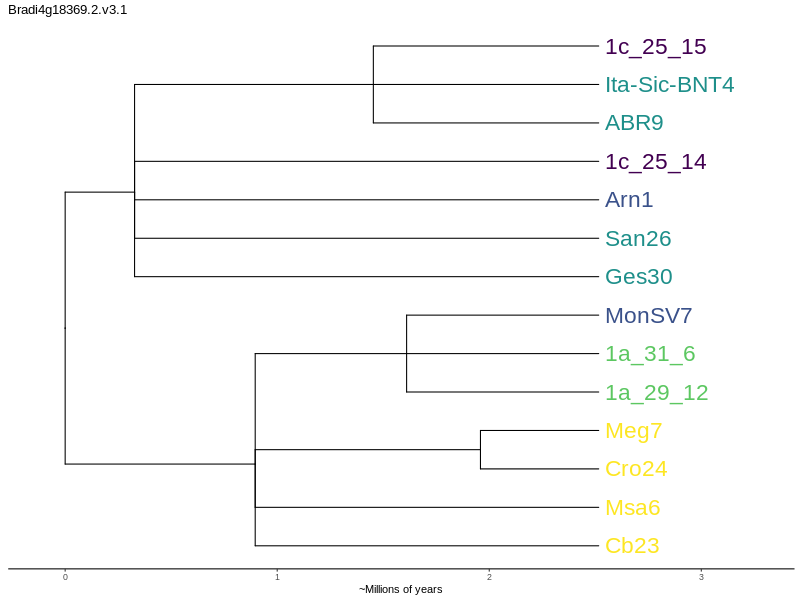 Bradi4g18369.2.v3.1
1c_25_15
Ita-Sic-BNT4
ABR9
1c_25_14
Arn1
San26
Ges30
MonSV7
1a_31_6
1a_29_12
Meg7
Cro24
Msa6
Cb23
0 1 2 3
~Millions of years